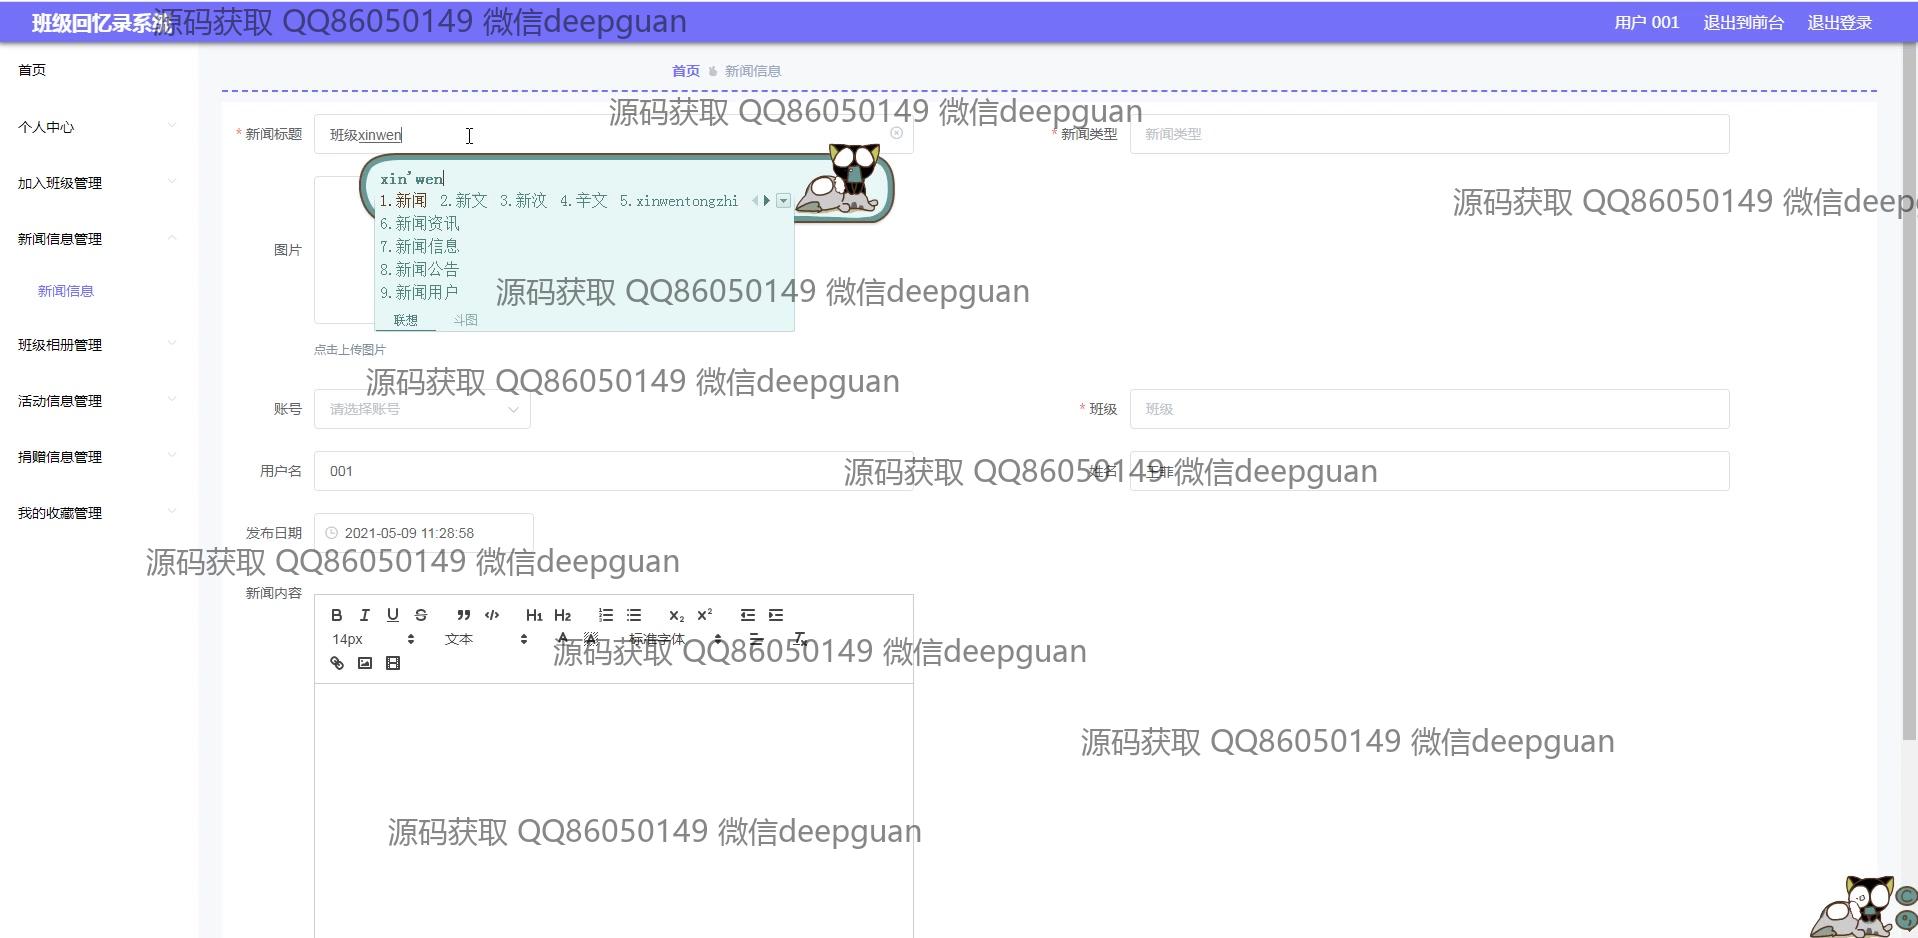 班级回忆录系统
源码获取 QQ86050149 微信deepguan
用户 001 退出到前台 退出登录
首页
个人中心
加入班级管理
新闻信息管理
新闻信息
班级相册管理
活动信息管理
捐赠信息管理
我的收藏管理
首页 新闻信息
源码获取 QQ86050149 微信deepguan
* 新闻标题 班级xinwen
* 新闻类型 新闻类型
xin'wen
1.新闻 2.新文 3.新汶 4.辛文 5.xinwentongzhi
6.新闻资讯
7.新闻信息
8.新闻公告
9.新闻用户
联想 斗图
源码获取 QQ86050149 微信deep
图片
源码获取 QQ86050149 微信deepguan
点击上传图片
源码获取 QQ86050149 微信deepguan
账号 请选择账号
* 班级 班级
用户名 001
姓名 王菲
源码获取 QQ86050149 微信deepguan
发布日期 2021-05-09 11:28:58
源码获取 QQ86050149 微信deepguan
新闻内容
B I U S H1 H2 X2 X2
14px 文本 标准字体
源码获取 QQ86050149 微信deepguan
源码获取 QQ86050149 微信deepguan
源码获取 QQ86050149 微信deepguan